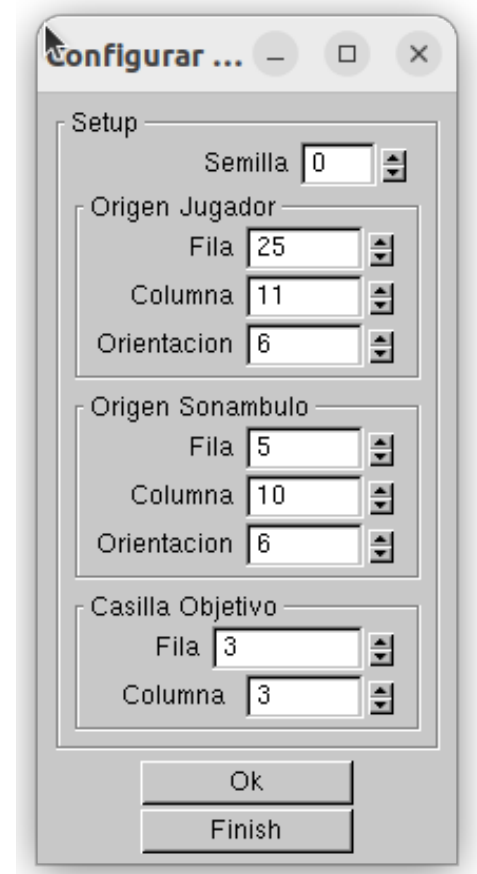 Configurar ...
Setup
Semilla 0
Origen Jugador
Fila 25
Columna 11
Orientacion 6
Origen Sonambulo
Fila 5
Columna 10
Orientacion 6
Casilla Objetivo
Fila 3
Columna 3
Ok
Finish